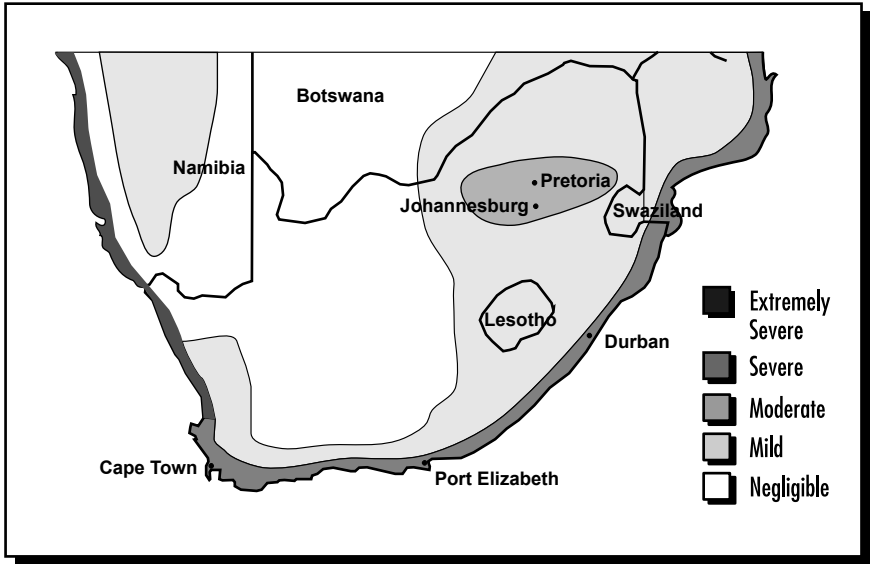 Botswana
Namibia
Pretoria
Johannesburg
Swaziland
Lesotho
Durban
Cape Town
Port Elizabeth
Extremely
Severe
Severe
Moderate
Mild
Negligible